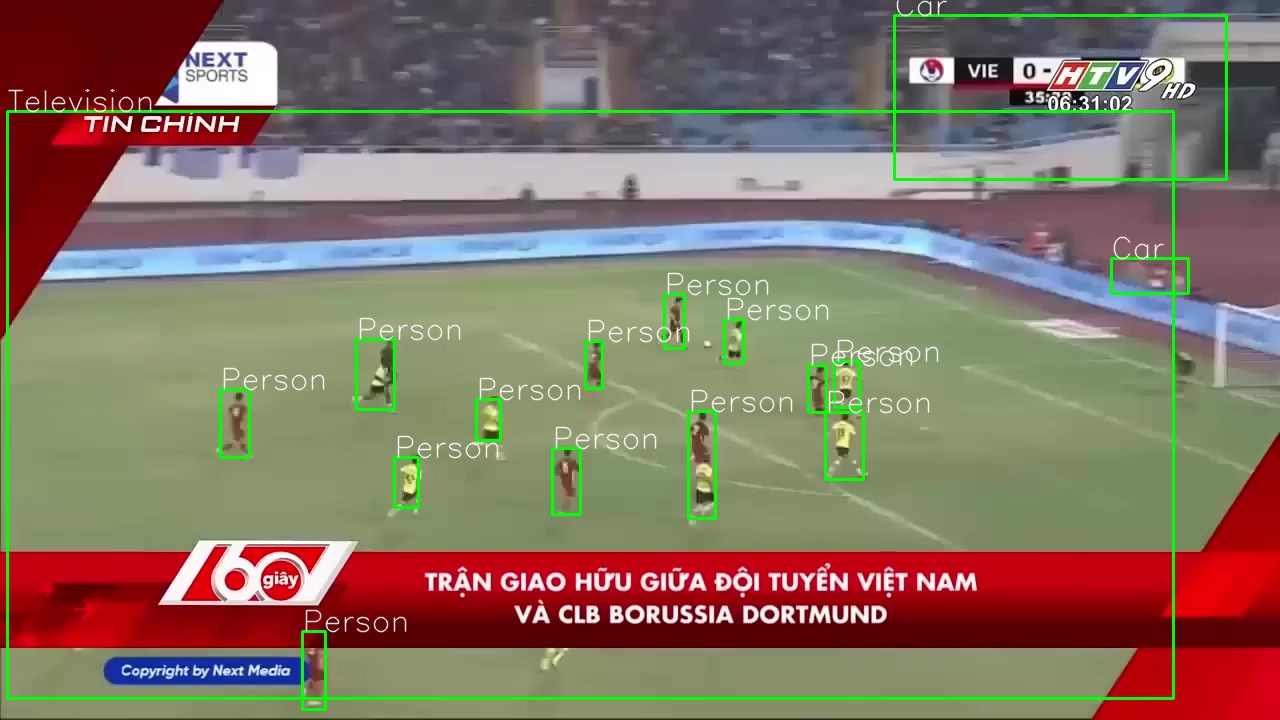 Car
NEXT
SPORTS
VIE 0 -
HTV9 HD
35:
06:31:02
Television
TIN CHÍNH
Car
Person
Person
Person
Person
Person
Person
Person
Person
Person
Person
Person
Person
Person
60 giây
TRẬN GIAO HỮU GIỮA ĐỘI TUYỂN VIỆT NAM
VÀ CLB BORUSSIA DORTMUND
Person
Copyright by Next Media